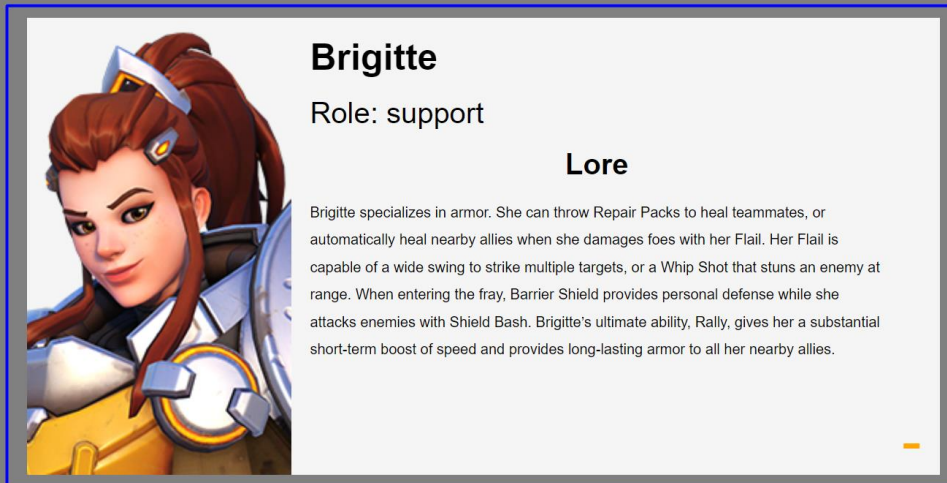 Brigitte
Role: support
Lore
Brigitte specializes in armor. She can throw Repair Packs to heal teammates, or
automatically heal nearby allies when she damages foes with her Flail. Her Flail is
capable of a wide swing to strike multiple targets, or a Whip Shot that stuns an enemy at
range. When entering the fray, Barrier Shield provides personal defense while she
attacks enemies with Shield Bash. Brigitte’s ultimate ability, Rally, gives her a substantial
short-term boost of speed and provides long-lasting armor to all her nearby allies.